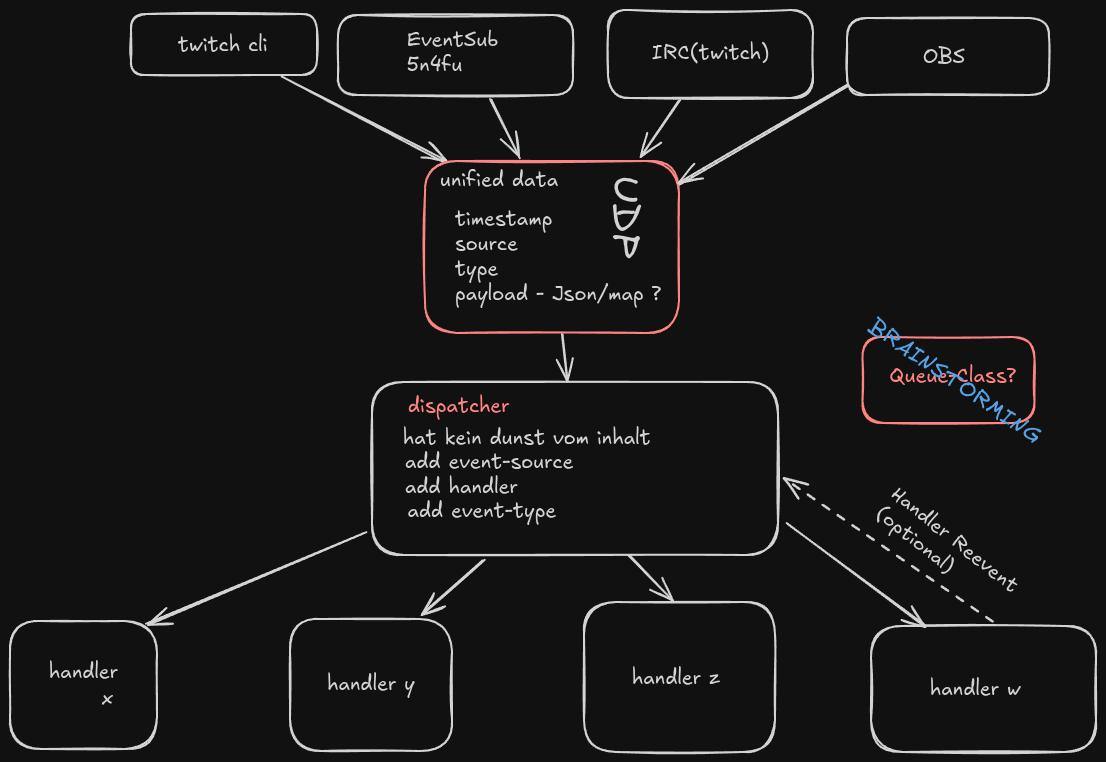 twitch cli
EventSub
5n4fu
IRC(twitch)
OBS
unified data
UDP
timestamp
source
type
payload - Json/map ?
BRAINSTORMING
Queue-Class?
dispatcher
hat kein dunst vom inhalt
add event-source
add handler
add event-type
Handler Reevent
(optional)
handler
x
handler y
handler z
handler w